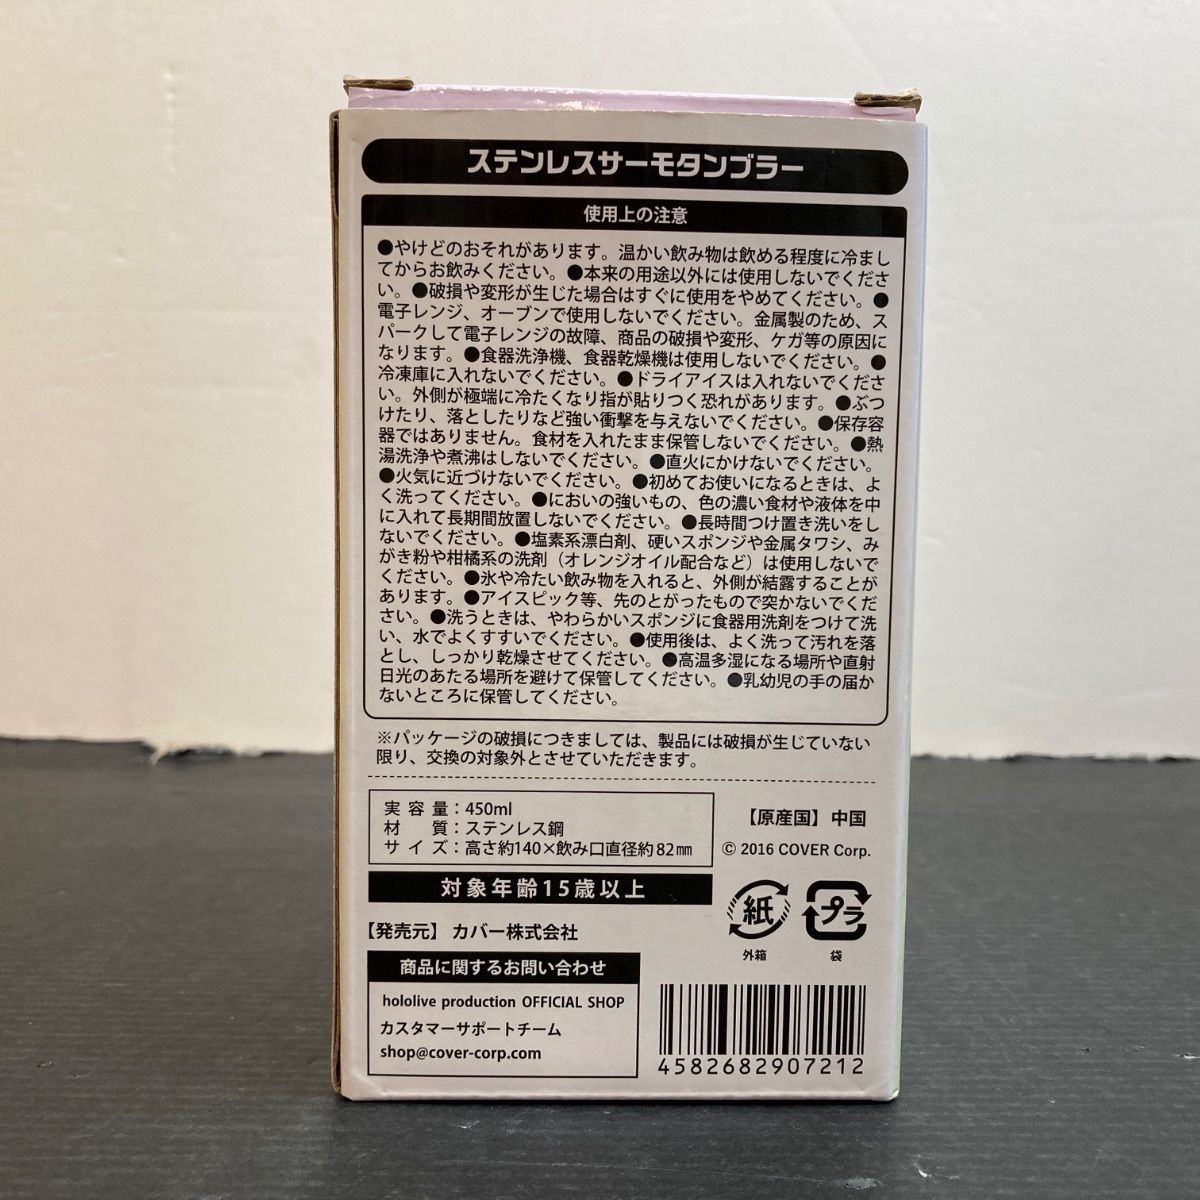 ステンレスサーモタンブラー
使用上の注意
●やけどのおそれがあります。温かい飲み物は飲める程度に冷まし
てからお飲みください。●本来の用途以外には使用しないでくださ
い。●破損や変形が生じた場合はすぐに使用をやめてください。●
電子レンジ、オーブンで使用しないでください。金属製のため、ス
パークして電子レンジの故障、商品の破損や変形、ケガ等の原因に
なります。●食器洗浄機、食器乾燥機は使用しないでください。●
冷凍庫に入れないでください。●ドライアイスは入れないでくださ
い。外側が極端に冷たくなり指が貼りつく恐れがあります。●ぶつ
けたり、落としたりなど強い衝撃を与えないでください。●保存容
器ではありません。食材を入れたまま保管しないでください。●熱
湯洗浄や煮沸はしないでください。●直火にかけないでください。
●火気に近づけないでください。●初めてお使いになるときは、よ
く洗ってください。●においの強いもの、色の濃い食材や液体を中
に入れて長期間放置しないでください。●長時間つけ置き洗いをし
ないでください。●塩素系漂白剤、硬いスポンジや金属タワシ、み
がき粉や柑橘系の洗剤（オレンジオイル配合など）は使用しないで
ください。●氷や冷たい飲み物を入れると、外側が結露することが
あります。●アイスピック等、先のとがったもので突かないでくだ
さい。●洗うときは、やわらかいスポンジに食器用洗剤をつけて洗
い、水でよくすすいでください。●使用後は、よく洗って汚れを落
とし、しっかり乾燥させてください。●高温多湿になる場所や直射
日光のあたる場所を避けて保管してください。●乳幼児の手の届か
ないところに保管してください。
※パッケージの破損につきましては、製品には破損が生じていない
限り、交換の対象外とさせていただきます。
実容量：450ml
材質：ステンレス鋼
サイズ：高さ約140×飲み口直径約82㎜
【原産国】中国
© 2016 COVER Corp.
対象年齢15歳以上
紙
プラ
外箱
袋
【発売元】カバー株式会社
商品に関するお問い合わせ
hololive production OFFICIAL SHOP
カスタマーサポートチーム
shop@cover-corp.com
4582682907212